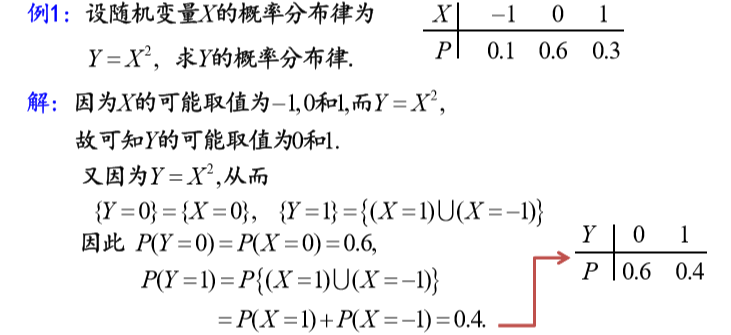 例1：设随机变量X的概率分布律为
Y=X²，求Y的概率分布律.
X -1 0 1
P 0.1 0.6 0.3
解：因为X的可能取值为-1,0和1,而Y=X²,
故可知Y的可能取值为0和1.
又因为Y=X²,从而
{Y=0}={X=0}, {Y=1}={(X=1)∪(X=-1)}
因此 P(Y=0)=P(X=0)=0.6,
P(Y=1)=P{(X=1)∪(X=-1)}
=P(X=1)+P(X=-1)=0.4.
Y 0 1
P 0.6 0.4